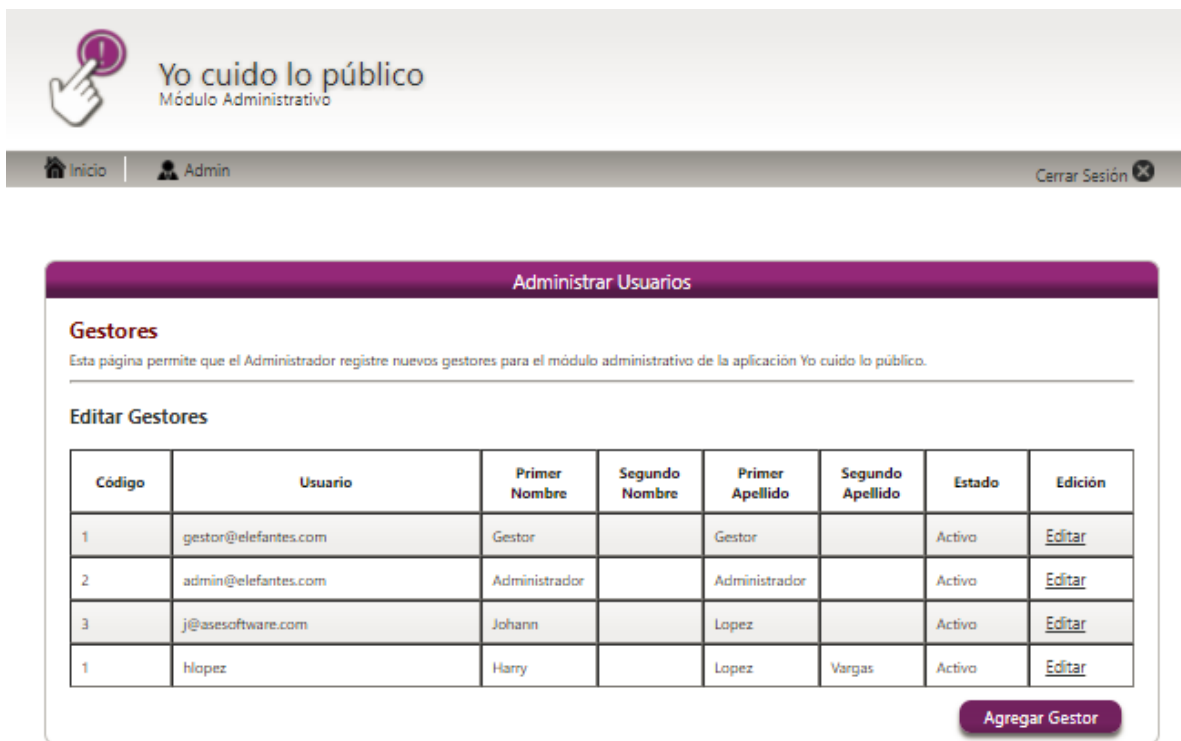 Yo cuido lo público
Módulo Administrativo
Inicio Admin Cerrar Sesión
Administrar Usuarios
Gestores
Esta página permite que el Administrador registre nuevos gestores para el módulo administrativo de la aplicación Yo cuido lo público.
Editar Gestores
Código Usuario Primer Nombre Segundo Nombre Primer Apellido Segundo Apellido Estado Edición
1 gestor@elefantes.com Gestor Gestor Activo Editar
2 admin@elefantes.com Administrador Administrador Activo Editar
3 j@asesoftware.com Johann Lopez Activo Editar
1 hlopez Harry Lopez Vargas Activo Editar
Agregar Gestor